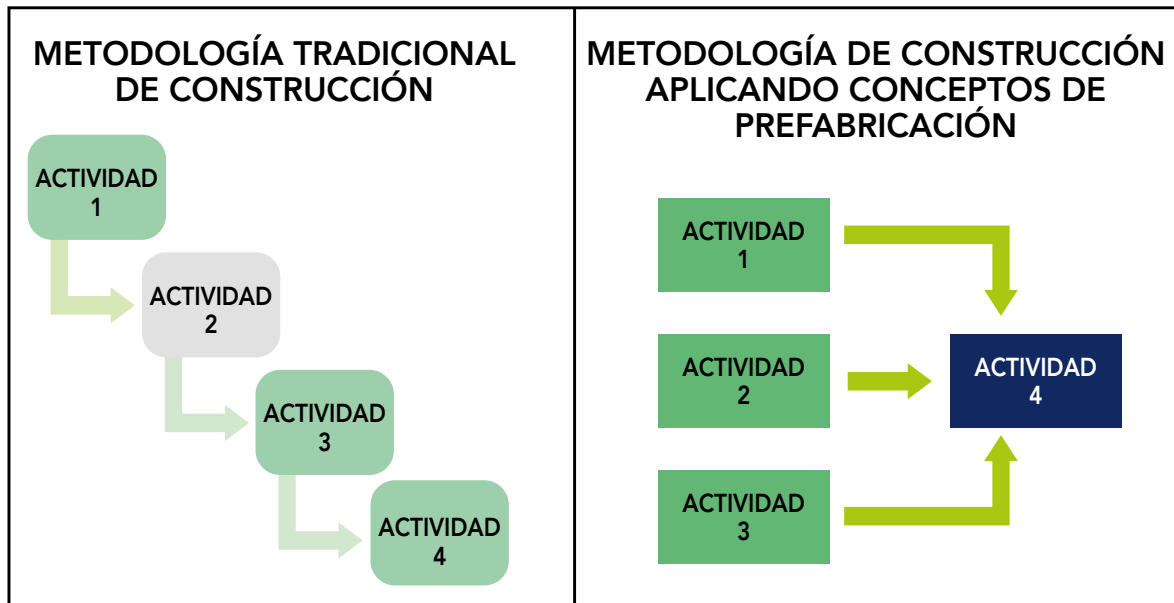 METODOLOGÍA TRADICIONAL
DE CONSTRUCCIÓN
ACTIVIDAD
1
ACTIVIDAD
2
ACTIVIDAD
3
ACTIVIDAD
4
METODOLOGÍA DE CONSTRUCCIÓN
APLICANDO CONCEPTOS DE
PREFABRICACIÓN
ACTIVIDAD
1
ACTIVIDAD
2
ACTIVIDAD
3
ACTIVIDAD
4